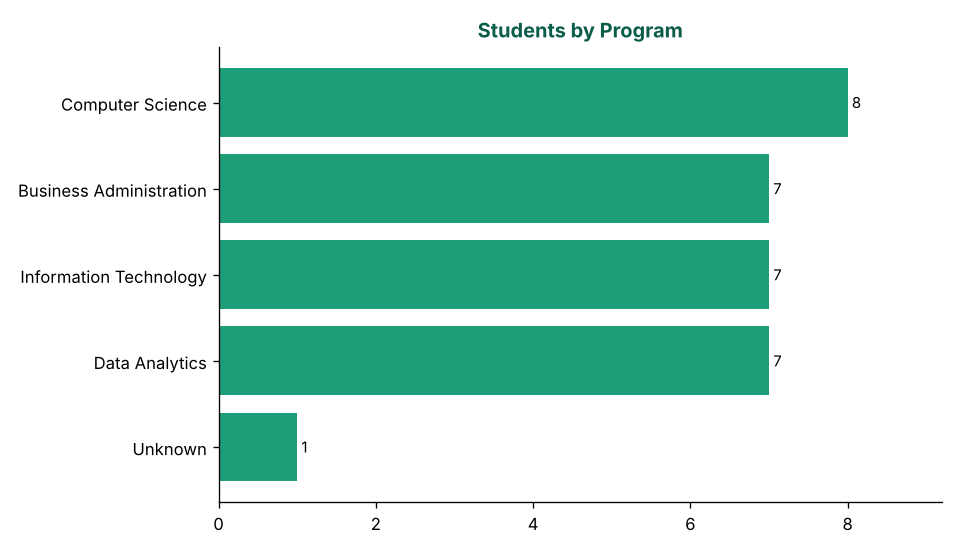 Students by Program
Computer Science 8
Business Administration 7
Information Technology 7
Data Analytics 7
Unknown 1
0 2 4 6 8